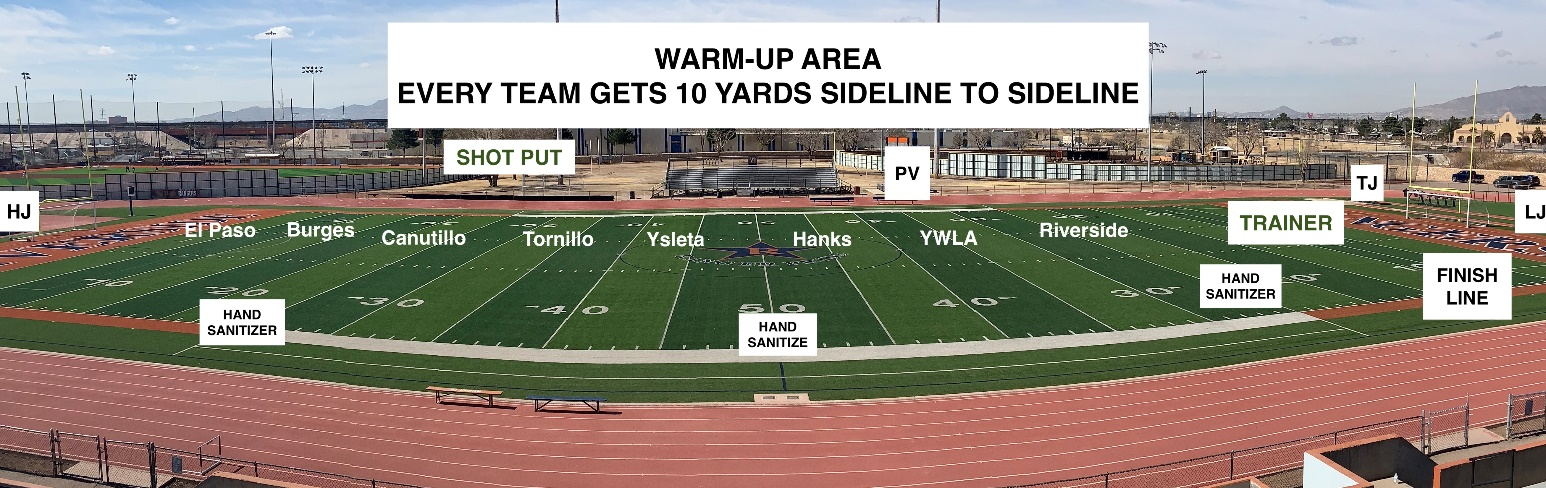 WARM-UP AREA
EVERY TEAM GETS 10 YARDS SIDELINE TO SIDELINE
SHOT PUT
PV
TJ
HJ
LJ
El Paso
Burges
Canutillo
Tornillo
Ysleta
Hanks
YWLA
Riverside
TRAINER
HAND
SANITIZER
FINISH
LINE
10
20
30
40
50
40
30
HAND
SANITIZER
HAND
SANITIZE